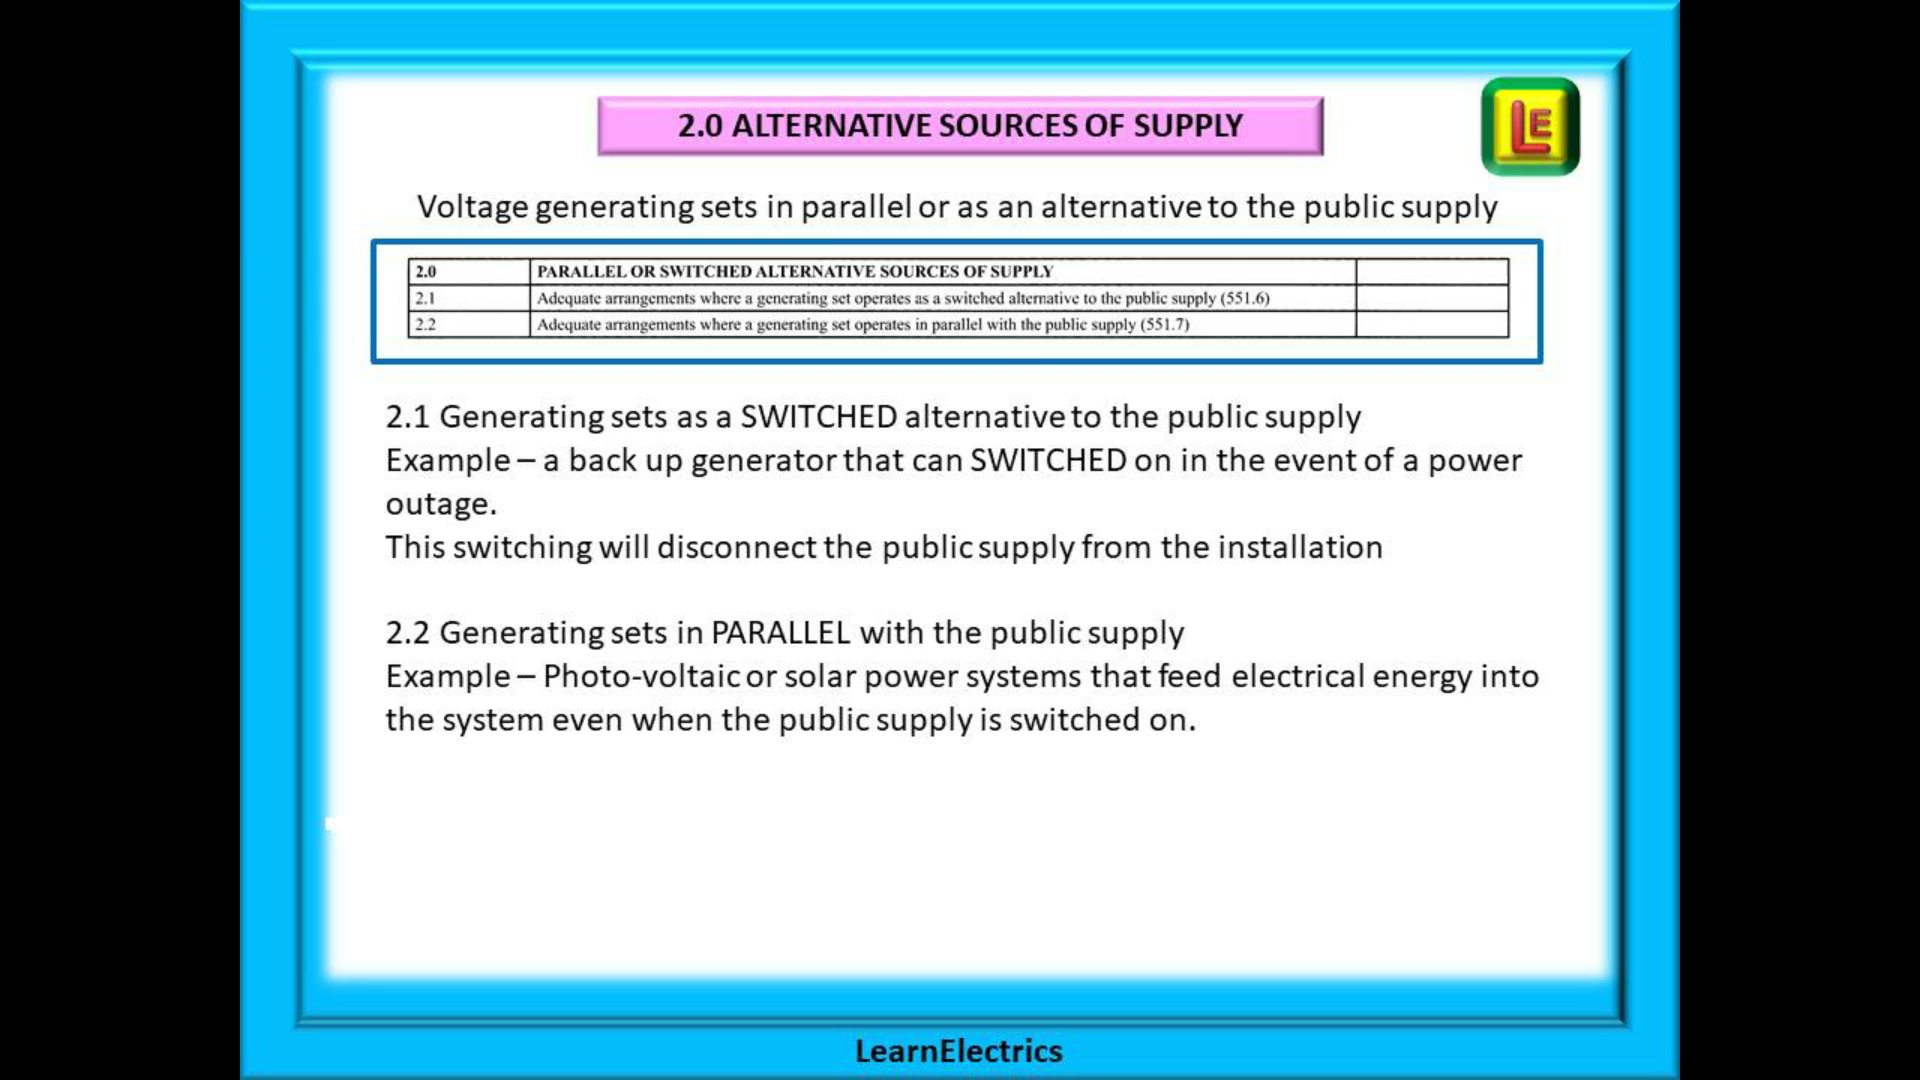 2.0 ALTERNATIVE SOURCES OF SUPPLY
LE
Voltage generating sets in parallel or as an alternative to the public supply
2.0 PARALLEL OR SWITCHED ALTERNATIVE SOURCES OF SUPPLY
2.1 Adequate arrangements where a generating set operates as a switched alternative to the public supply (551.6)
2.2 Adequate arrangements where a generating set operates in parallel with the public supply (551.7)
2.1 Generating sets as a SWITCHED alternative to the public supply
Example – a back up generator that can SWITCHED on in the event of a power
outage.
This switching will disconnect the public supply from the installation
2.2 Generating sets in PARALLEL with the public supply
Example – Photo-voltaic or solar power systems that feed electrical energy into
the system even when the public supply is switched on.
LearnElectrics